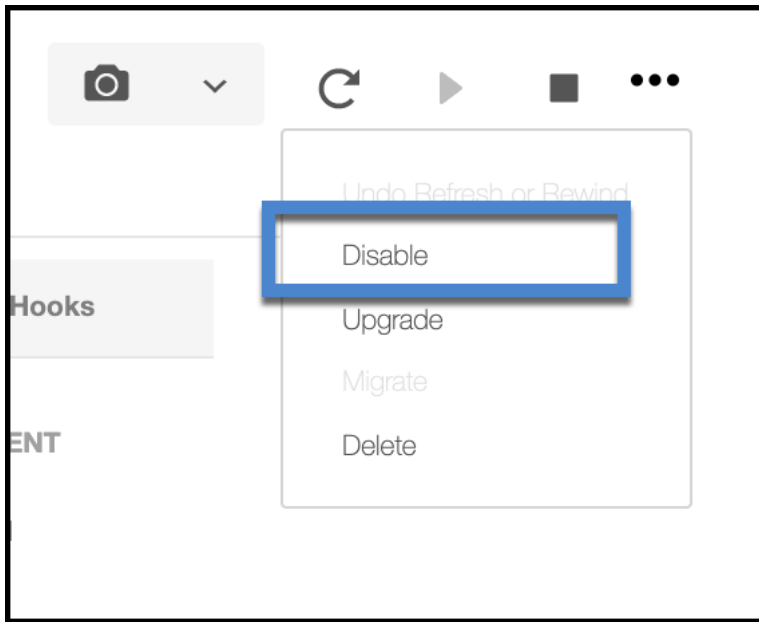 Undo Refresh or Rewind
Disable
Hooks
Upgrade
Migrate
ENT
Delete